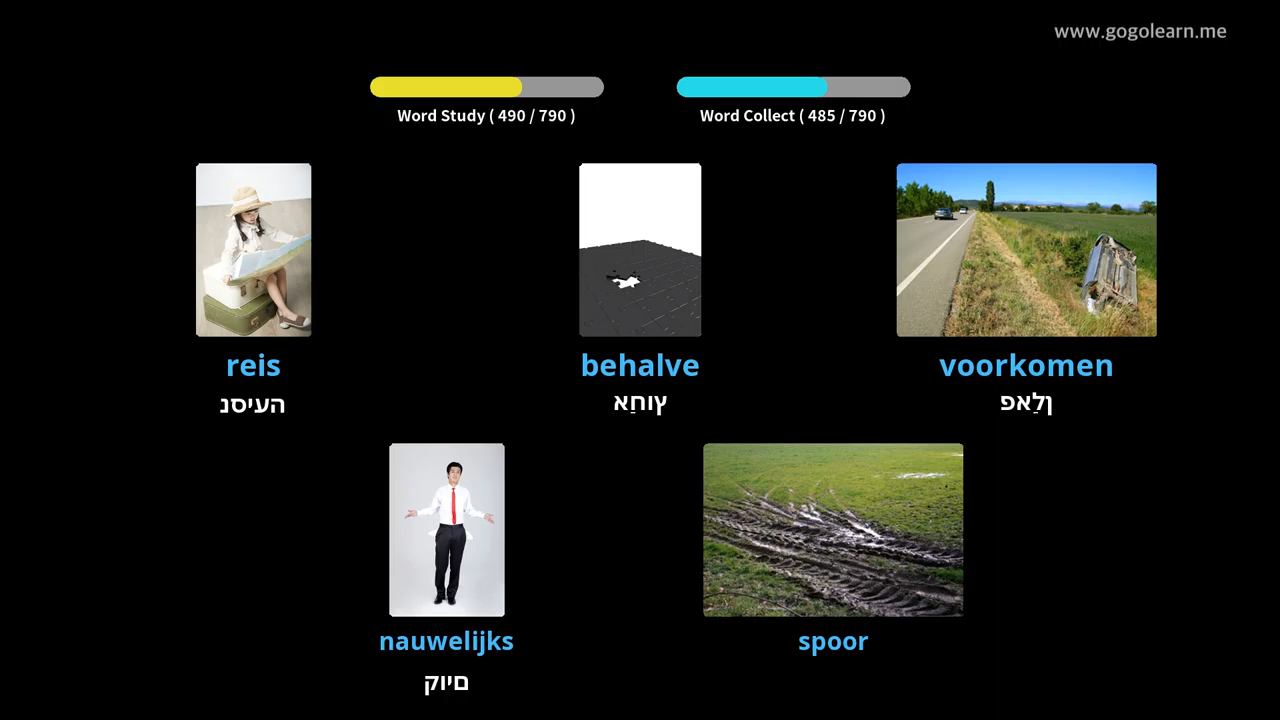 www.gogolearn.me
Word Study ( 490 / 790 )
Word Collect ( 485 / 790 )
reis
העיסנ
behalve
ץוחַא
voorkomen
ןלַאפ
nauwelijks
םיוק
spoor